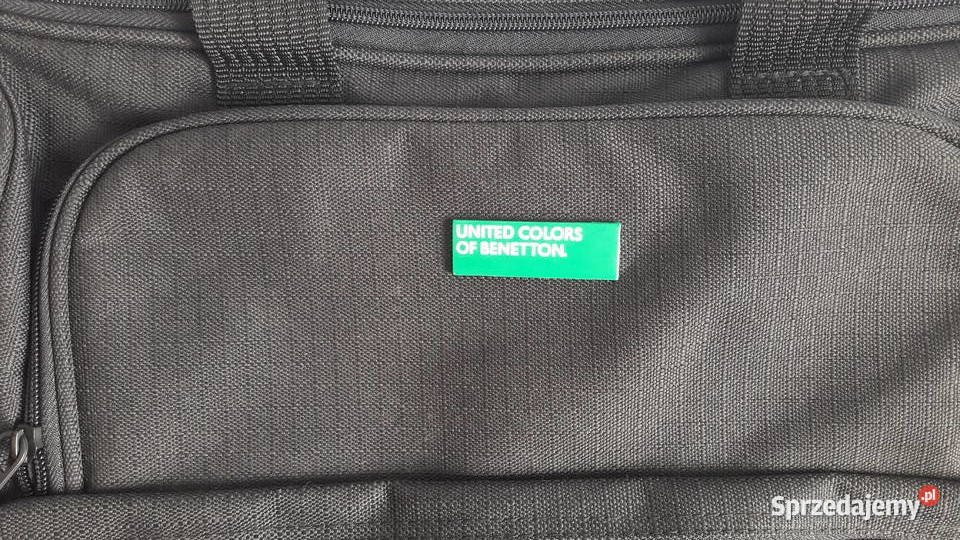 UNITED COLORS
OF BENETTON.
Sprzedajemy.pl